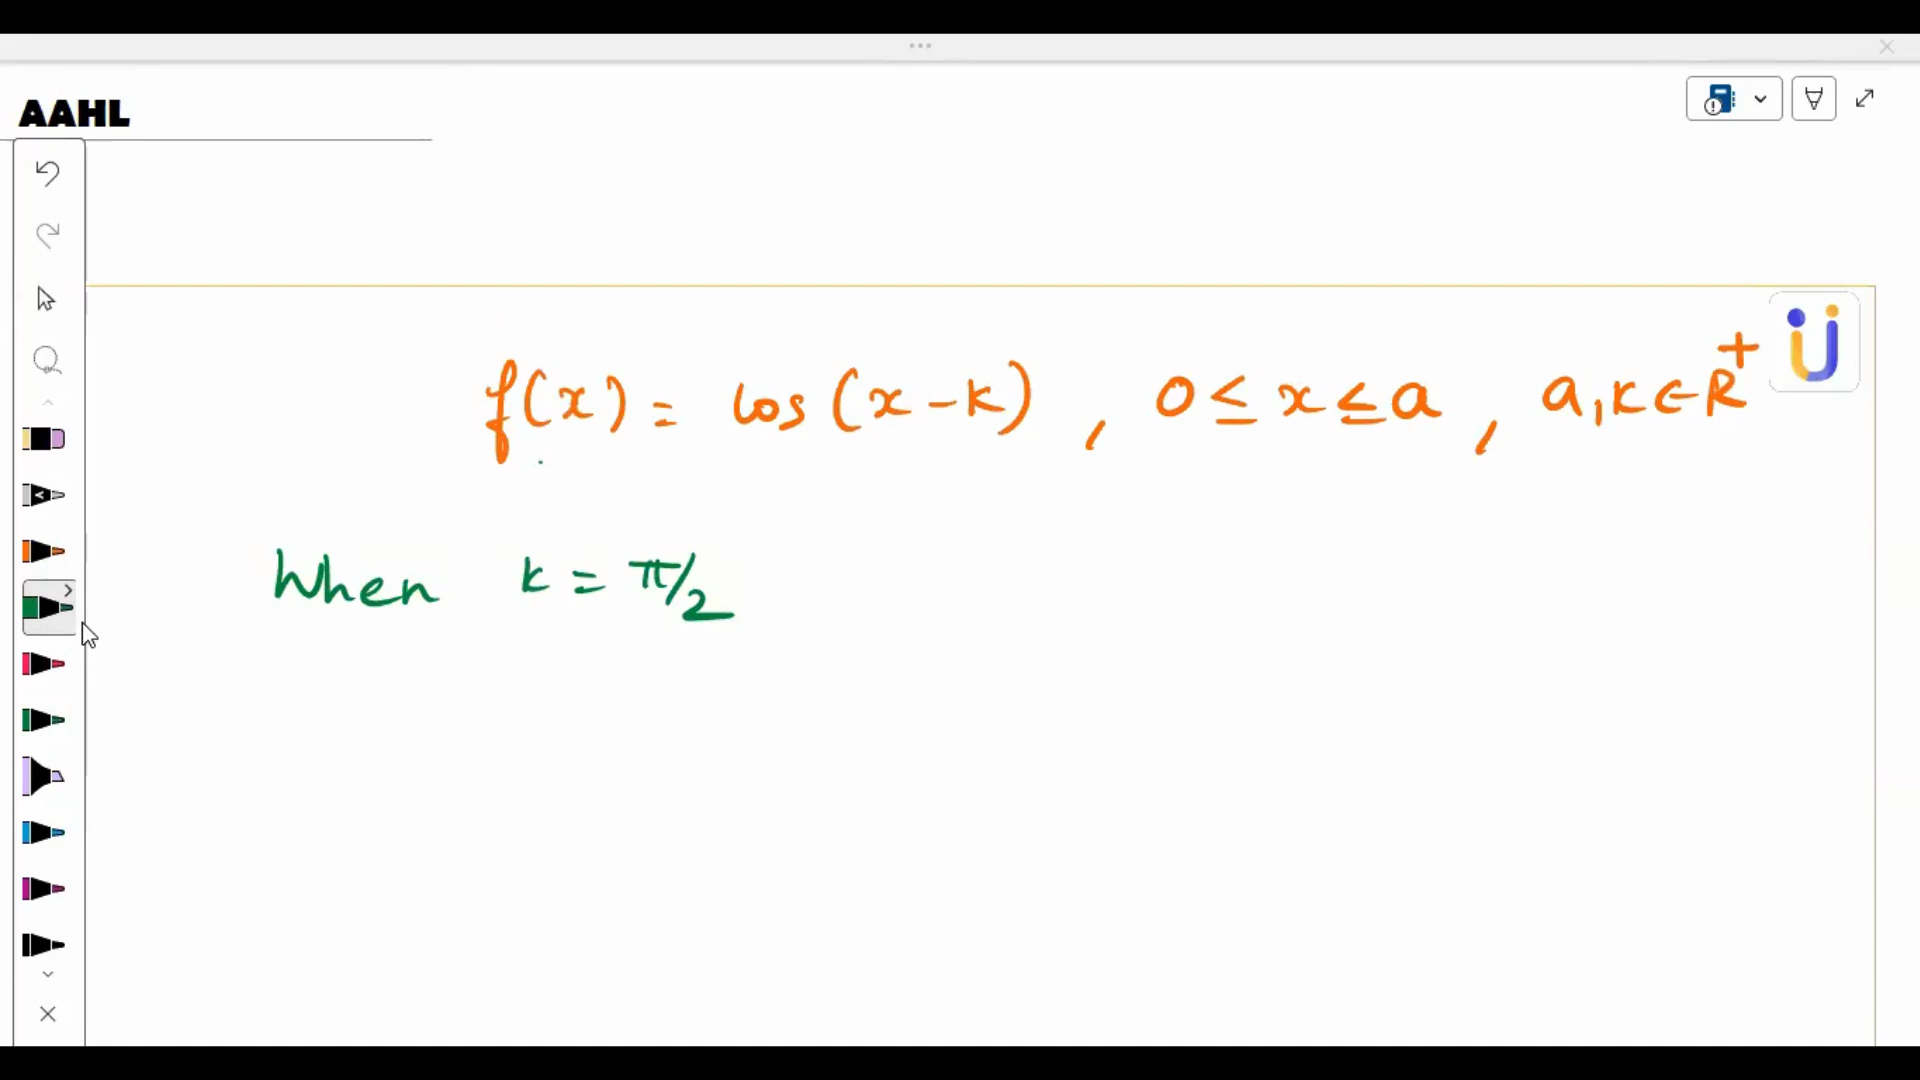 AAHL
f(x) = cos(x-k) , 0 ≤ x ≤ a , a,k ∈ R⁺
When k = π/2